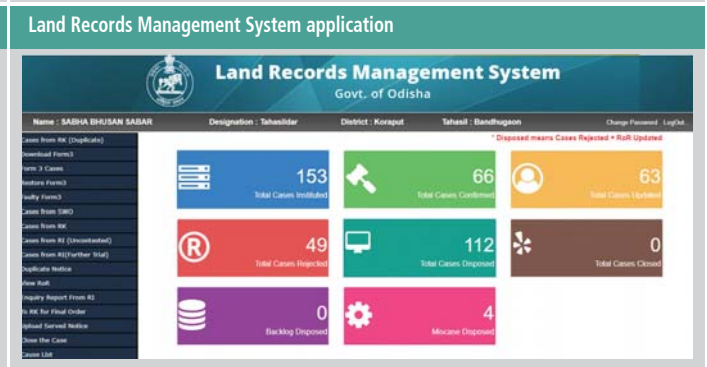 Land Records Management System application
Land Records Management System
Govt. of Odisha
Name : SABHA BHUSAN SABAR Designation : Tahasildar District : Koraput Tahasil : Bandhugaon Change Password LogOut
* Disposed means Cases Rejected + RoR Updated
Cases from RK (Duplicate)
Download Form3
Form 3 Cases
Restore Form3
Faulty Form3
Cases from SWO
Cases from RK
Cases from RI (Uncontested)
Cases from RI(Further Trial)
Duplicate Notice
View RoR
Enquiry Report From RI
To RK for Final Order
Upload Served Notice
Close the Case
Cause List
153
Total Cases Instituted
66
Total Cases Confirmed
63
Total Cases Updated
49
Total Cases Rejected
112
Total Cases Disposed
0
Total Cases Closed
0
Backlog Disposed
4
Miscase Disposed